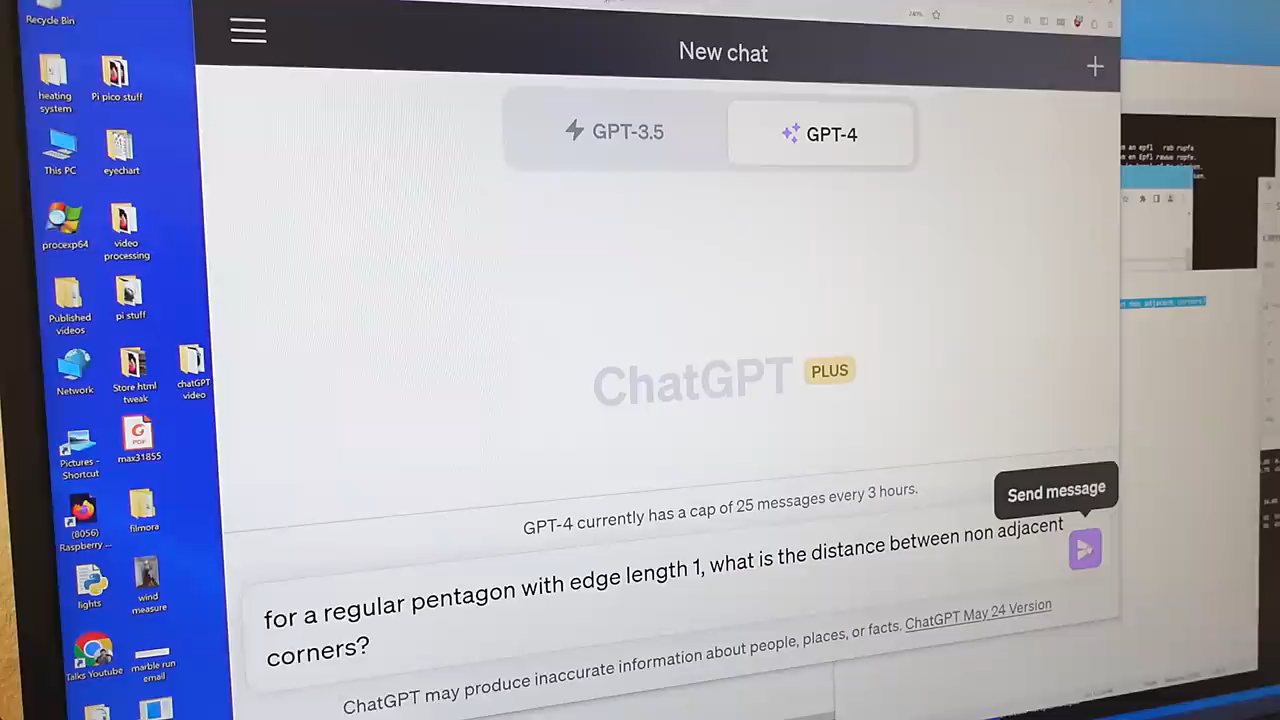 Recycle Bin
New chat
heating system
Pi pico stuff
GPT-3.5
GPT-4
This PC
eyechart
procexp64
video processing
Published videos
pi stuff
Network
Store html tweak
chatGPT video
ChatGPT PLUS
Pictures - Shortcut
max31855
Send message
GPT-4 currently has a cap of 25 messages every 3 hours.
(8056) Raspberry ...
filmora
for a regular pentagon with edge length 1, what is the distance between non adjacent
corners?
lights
wind measure
ChatGPT may produce inaccurate information about people, places, or facts. ChatGPT May 24 Version
Talks Youtube
marble run email
non adjacent corners?